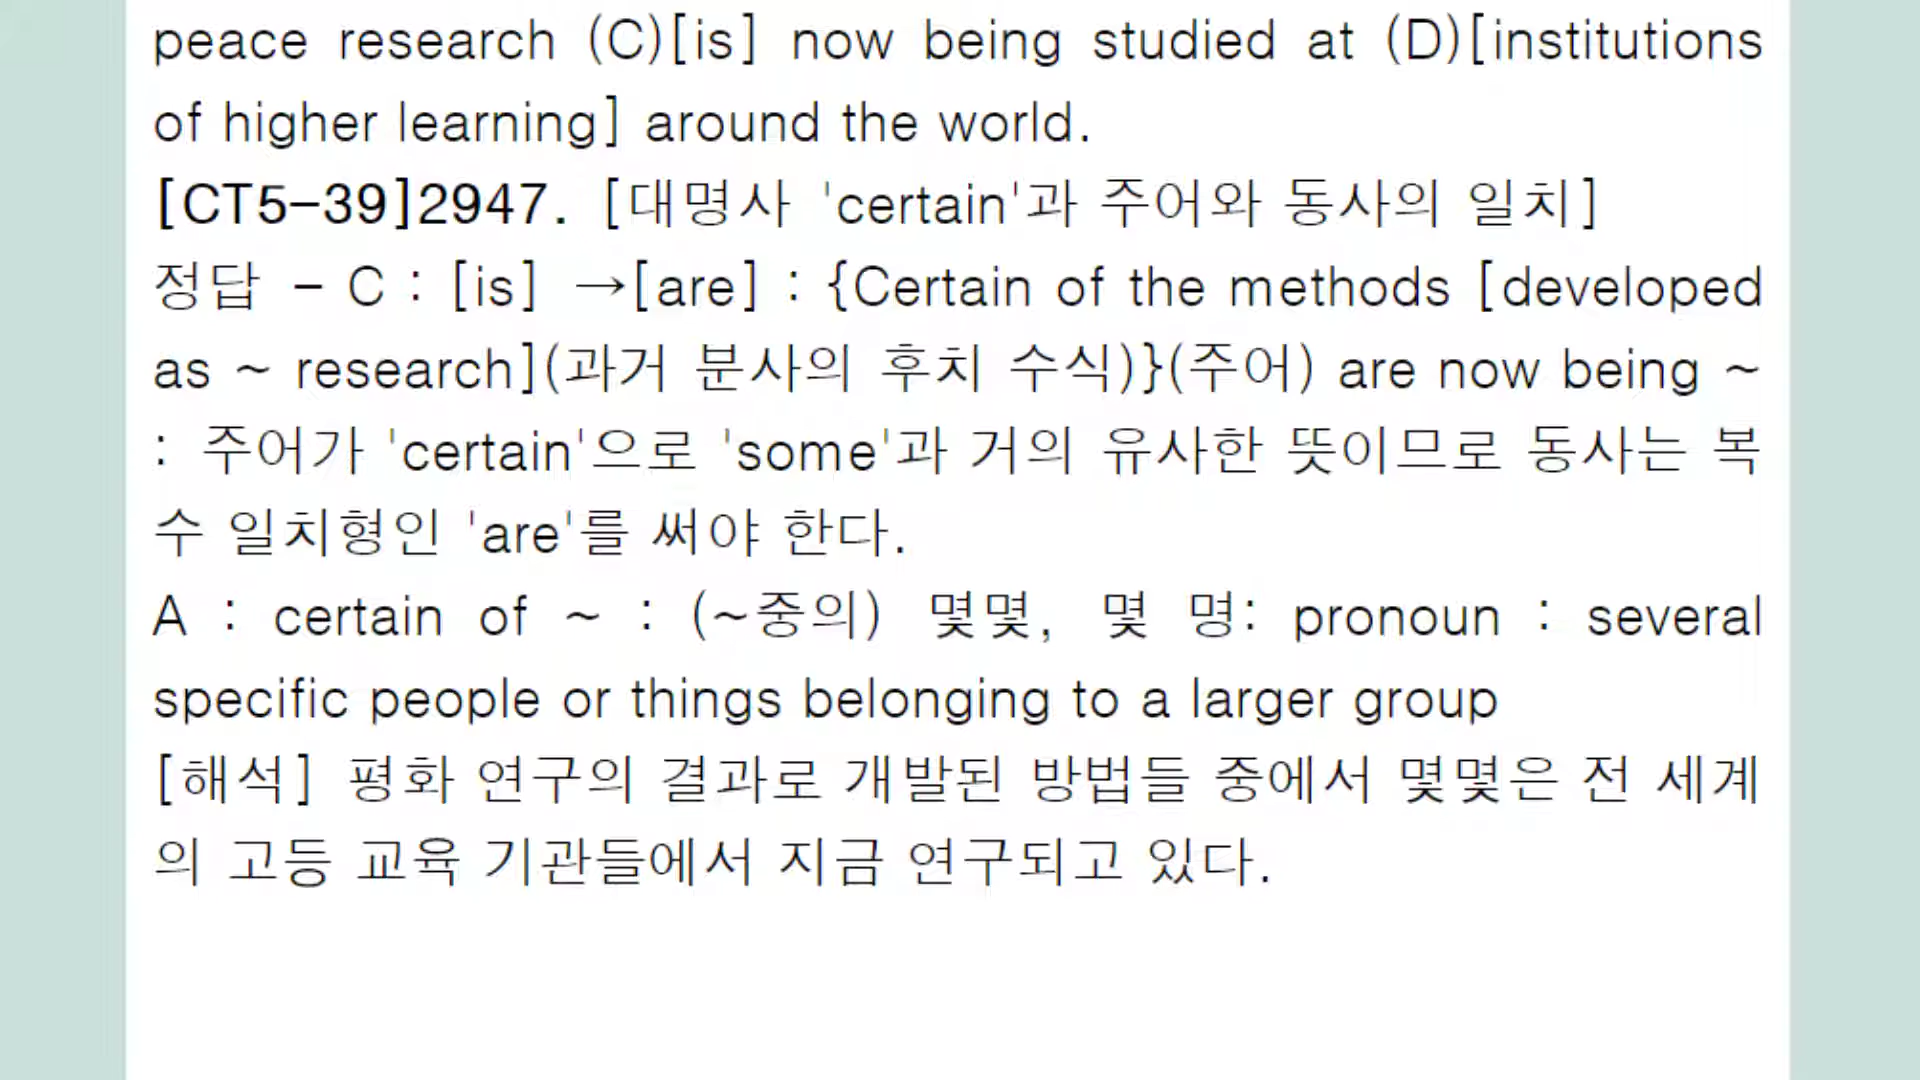 peace research (C)[is] now being studied at (D)[institutions
of higher learning] around the world.
[CT5-39]2947. [대명사 'certain'과 주어와 동사의 일치]
정답 - C : [is] →[are] : {Certain of the methods [developed
as ~ research](과거 분사의 후치 수식)}(주어) are now being ~
: 주어가 'certain'으로 'some'과 거의 유사한 뜻이므로 동사는 복
수 일치형인 'are'를 써야 한다.
A : certain of ~ : (~중의) 몇몇, 몇 명: pronoun : several
specific people or things belonging to a larger group
[해석] 평화 연구의 결과로 개발된 방법들 중에서 몇몇은 전 세계
의 고등 교육 기관들에서 지금 연구되고 있다.